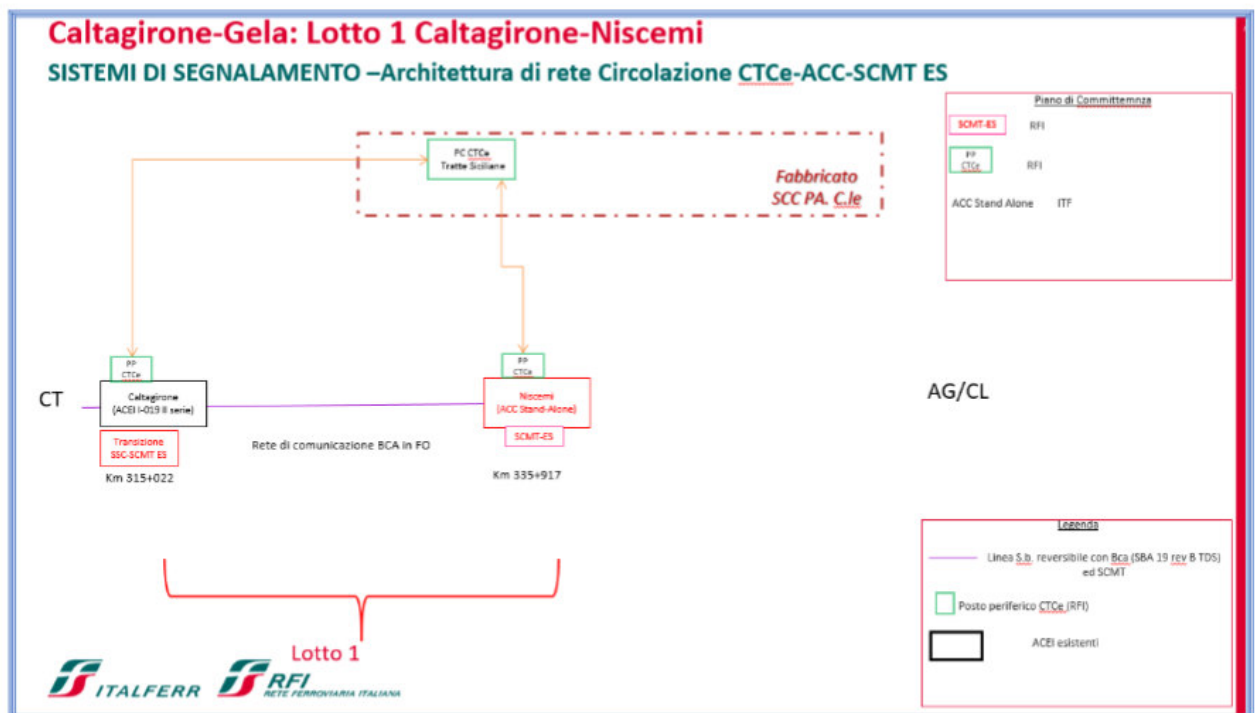 Caltagirone-Gela: Lotto 1 Caltagirone-Niscemi
SISTEMI DI SEGNALAMENTO –Architettura di rete Circolazione CTCe-ACC-SCMT ES
Piano di Committemnza
SCMT-ES RFI
PP
CTCe RFI
ACC Stand Alone ITF
PC CTCe
Tratte Siciliane
Fabbricato
SCC PA. C.le
PP
CTCe
PP
CTCe
CT
Caltagirone
(ACEI I-019 II serie)
Niscemi
(ACC Stand-Alone)
AG/CL
Transizione
SSC-SCMT ES
Rete di comunicazione BCA in FO
SCMT-ES
Km 315+022
Km 335+917
Legenda
Linea S.b. reversibile con Bca (SBA 19 rev B TDS)
ed SCMT
Posto periferico CTCe (RFI)
ACEI esistenti
Lotto 1
ITALFERR
RFI
RETE FERROVIARIA ITALIANA